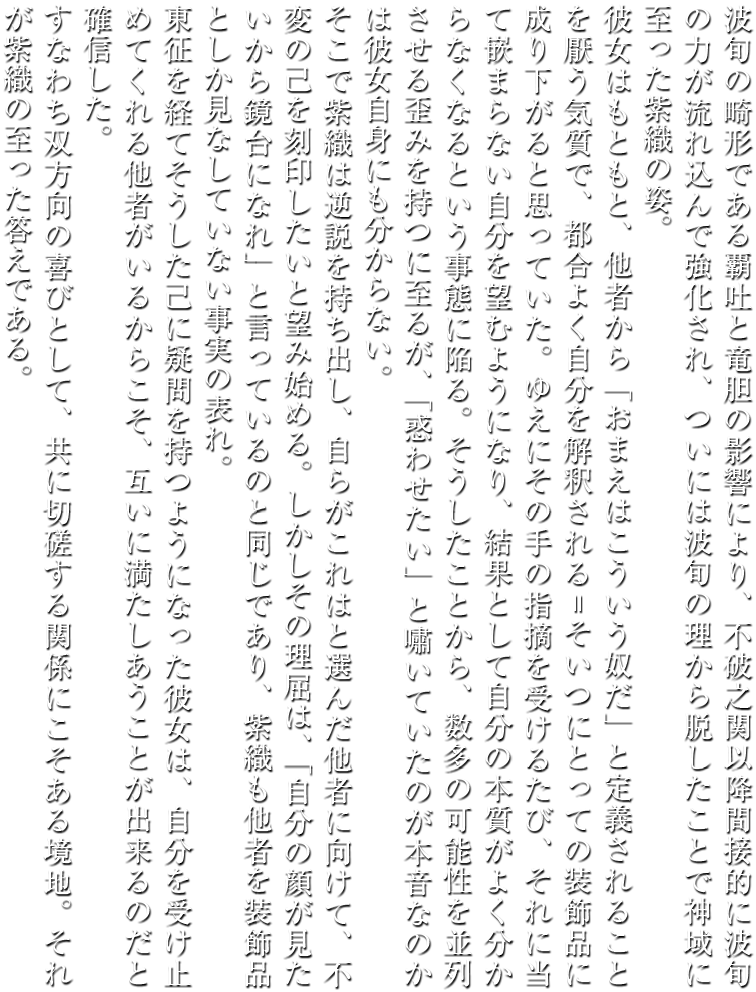 波旬の畸形である覇吐と竜胆の影響により、不破之関以降間接的に波旬
の力が流れ込んで強化され、ついには波旬の理から脱したことで神域に
至った紫織の姿。
彼女はもともと、他者から「おまえはこういう奴だ」と定義されること
を厭う気質で、都合よく自分を解釈される＝そいつにとっての装飾品に
成り下がると思っていた。ゆえにその手の指摘を受けるたび、それに当
て嵌まらない自分を望むようになり、結果として自分の本質がよく分か
らなくなるという事態に陥る。そうしたことから、数多の可能性を並列
させる歪みを持つに至るが、「惑わせたい」と嘯いていたのが本音なのか
は彼女自身にも分からない。
そこで紫織は逆説を持ち出し、自らがこれはと選んだ他者に向けて、不
変の己を刻印したいと望み始める。しかしその理屈は、「自分の顔が見た
いから鏡台になれ」と言っているのと同じであり、紫織も他者を装飾品
としか見なしていない事実の表れ。
東征を経てそうした己に疑問を持つようになった彼女は、自分を受け止
めてくれる他者がいるからこそ、互いに満たしあうことが出来るのだと
確信した。
すなわち双方向の喜びとして、共に切磋する関係にこそある境地。それ
が紫織の至った答えである。